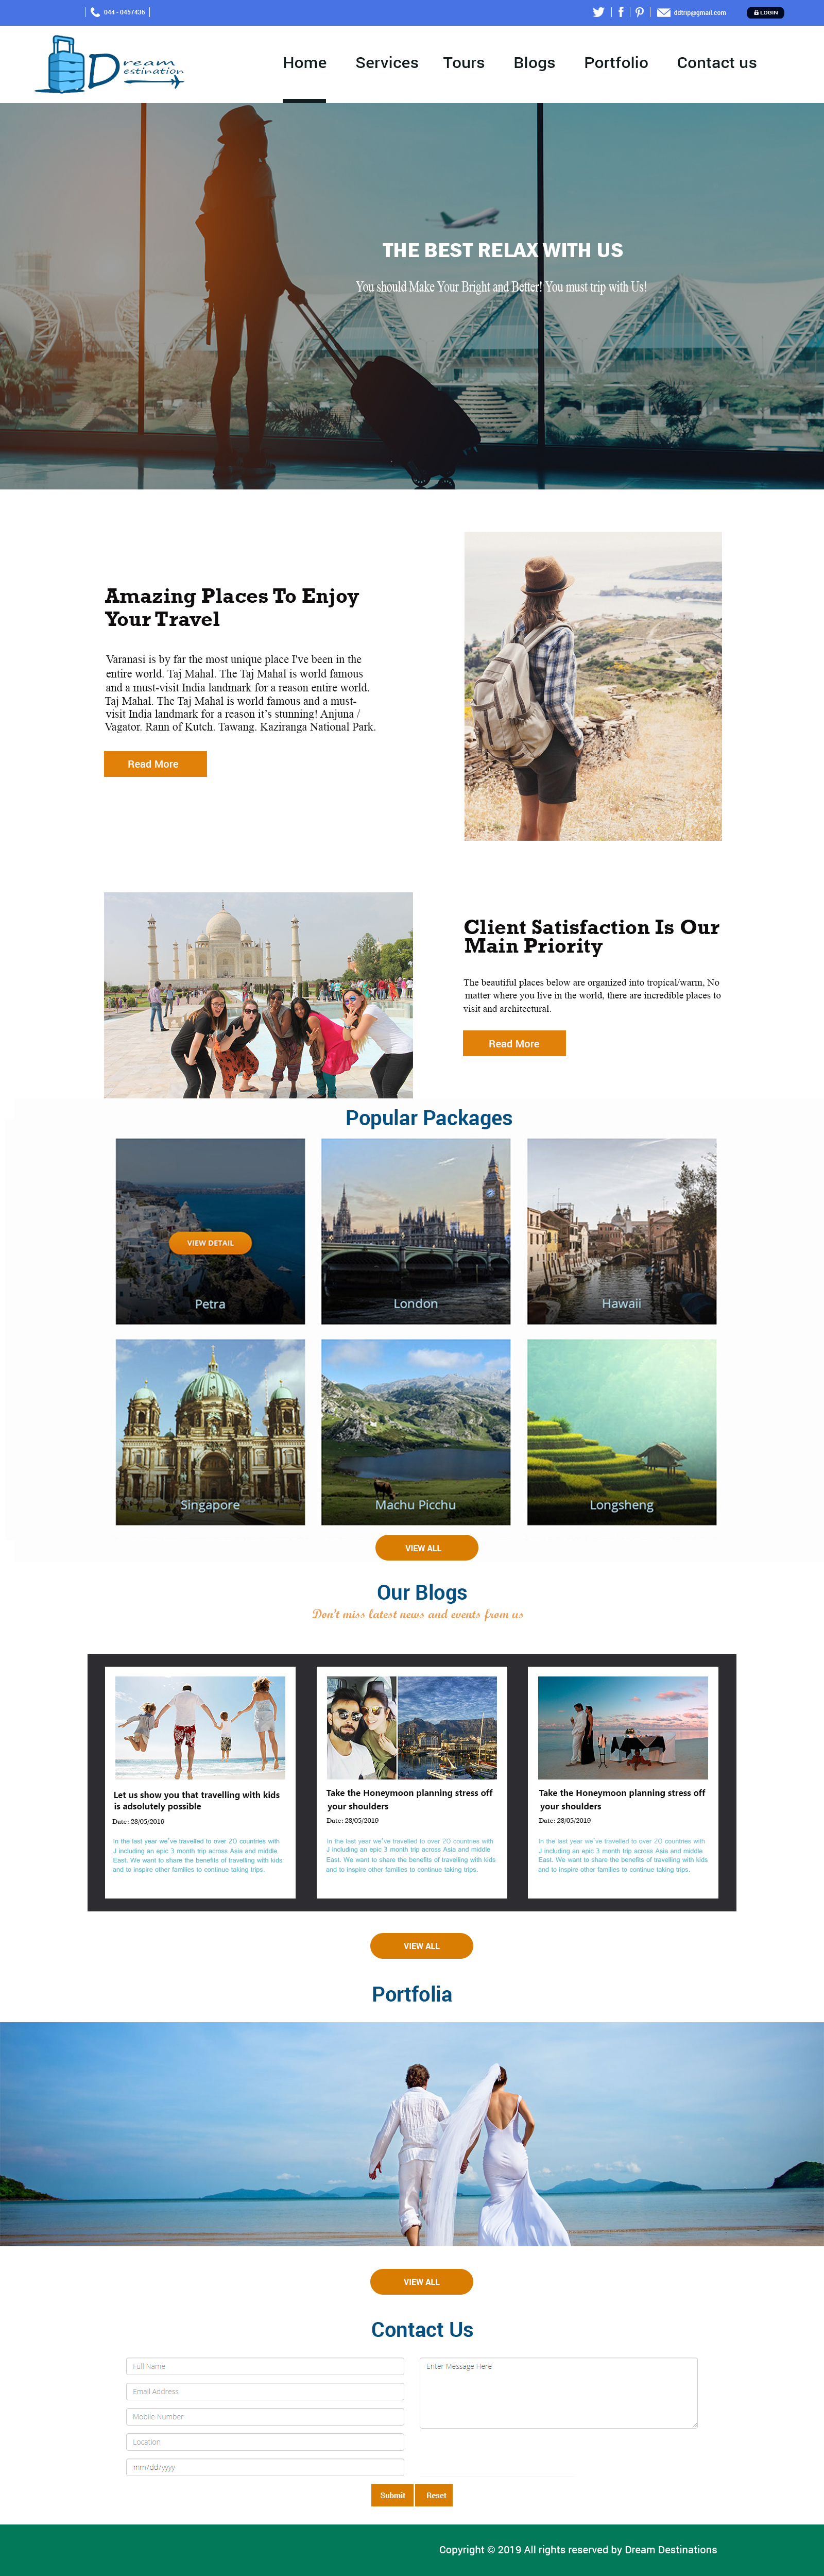 044 - 0457436
ddtrip@gmail.com
LOGIN
Dream
Destination
Home Services Tours Blogs Portfolio Contact us
THE BEST RELAX WITH US
You should Make Your Bright and Better! You must trip with Us!
Amazing Places To Enjoy
Your Travel
Varanasi is by far the most unique place I've been in the
entire world. Taj Mahal. The Taj Mahal is world famous
and a must-visit India landmark for a reason entire world.
Taj Mahal. The Taj Mahal is world famous and a must-
visit India landmark for a reason it's stunning! Anjuna /
Vagator. Rann of Kutch. Tawang. Kaziranga National Park.
Read More
Client Satisfaction Is Our
Main Priority
The beautiful places below are organized into tropical/warm, No
matter where you live in the world, there are incredible places to
visit and architectural.
Read More
Popular Packages
VIEW DETAIL
Petra
London
Hawaii
Singapore
Machu Picchu
Longsheng
VIEW ALL
Our Blogs
Don't miss latest news and events from us
Let us show you that travelling with kids
is adsolutely possible
Date: 28/05/2019
In the last year we've travelled to over 20 countries with
J including an epic 3 month trip across Asia and middle
East. We want to share the benefits of travelling with kids
and to inspire other families to continue taking trips.
Take the Honeymoon planning stress off
your shoulders
Date: 28/05/2019
In the last year we've travelled to over 20 countries with
J including an epic 3 month trip across Asia and middle
East. We want to share the benefits of travelling with kids
and to inspire other families to continue taking trips.
Take the Honeymoon planning stress off
your shoulders
Date: 28/05/2019
In the last year we've travelled to over 20 countries with
J including an epic 3 month trip across Asia and middle
East. We want to share the benefits of travelling with kids
and to inspire other families to continue taking trips.
VIEW ALL
Portfolia
VIEW ALL
Contact Us
Full Name
Email Address
Mobile Number
Location
mm/dd/yyyy
Enter Message Here
Submit
Reset
Copyright © 2019 All rights reserved by Dream Destinations